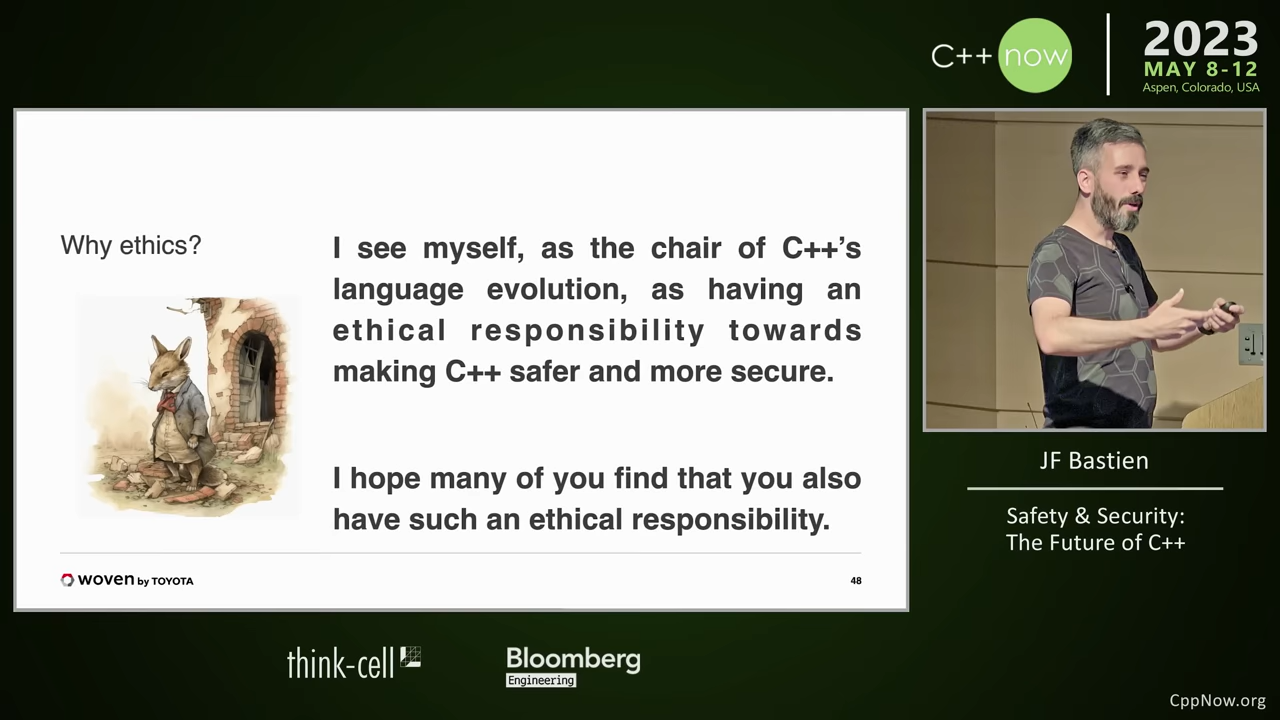 C++ now
2023
MAY 8-12
Aspen, Colorado, USA
Why ethics?
I see myself, as the chair of C++’s
language evolution, as having an
ethical responsibility towards
making C++ safer and more secure.
I hope many of you find that you also
have such an ethical responsibility.
woven by TOYOTA
48
JF Bastien
Safety & Security:
The Future of C++
think-cell
Bloomberg
Engineering
CppNow.org